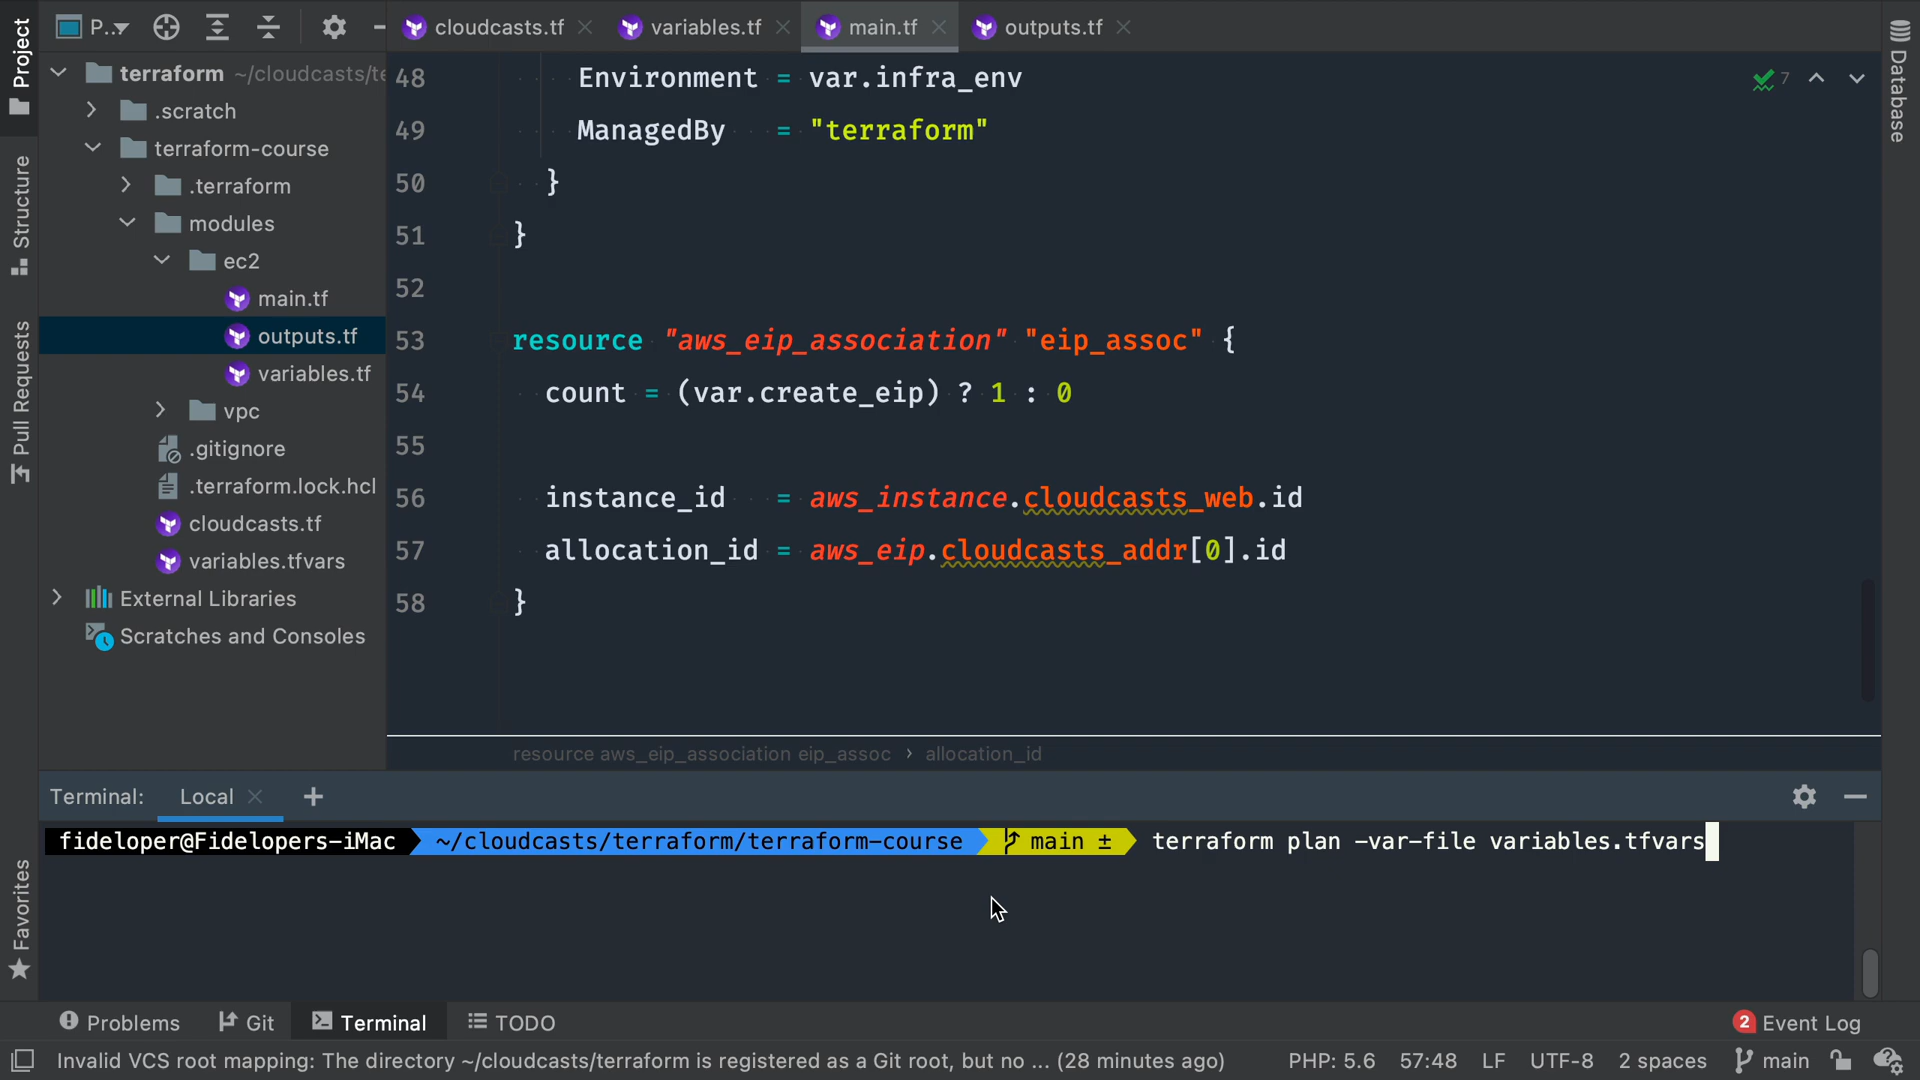 Project
P...
cloudcasts.tf
variables.tf
main.tf
outputs.tf
Database
Structure
Pull Requests
Favorites
terraform ~/cloudcasts/te
.scratch
terraform-course
.terraform
modules
ec2
main.tf
outputs.tf
variables.tf
vpc
.gitignore
.terraform.lock.hcl
cloudcasts.tf
variables.tfvars
External Libraries
Scratches and Consoles
7
48 Environment = var.infra_env
49 ManagedBy = "terraform"
50 }
51 }
52
53 resource "aws_eip_association" "eip_assoc" {
54 count = (var.create_eip) ? 1 : 0
55
56 instance_id = aws_instance.cloudcasts_web.id
57 allocation_id = aws_eip.cloudcasts_addr[0].id
58 }
resource aws_eip_association eip_assoc › allocation_id
Terminal: Local +
fideloper@Fidelopers-iMac ~/cloudcasts/terraform/terraform-course main ± terraform plan -var-file variables.tfvars
Problems Git Terminal TODO 2 Event Log
Invalid VCS root mapping: The directory ~/cloudcasts/terraform is registered as a Git root, but no ... (28 minutes ago) PHP: 5.6 57:48 LF UTF-8 2 spaces main